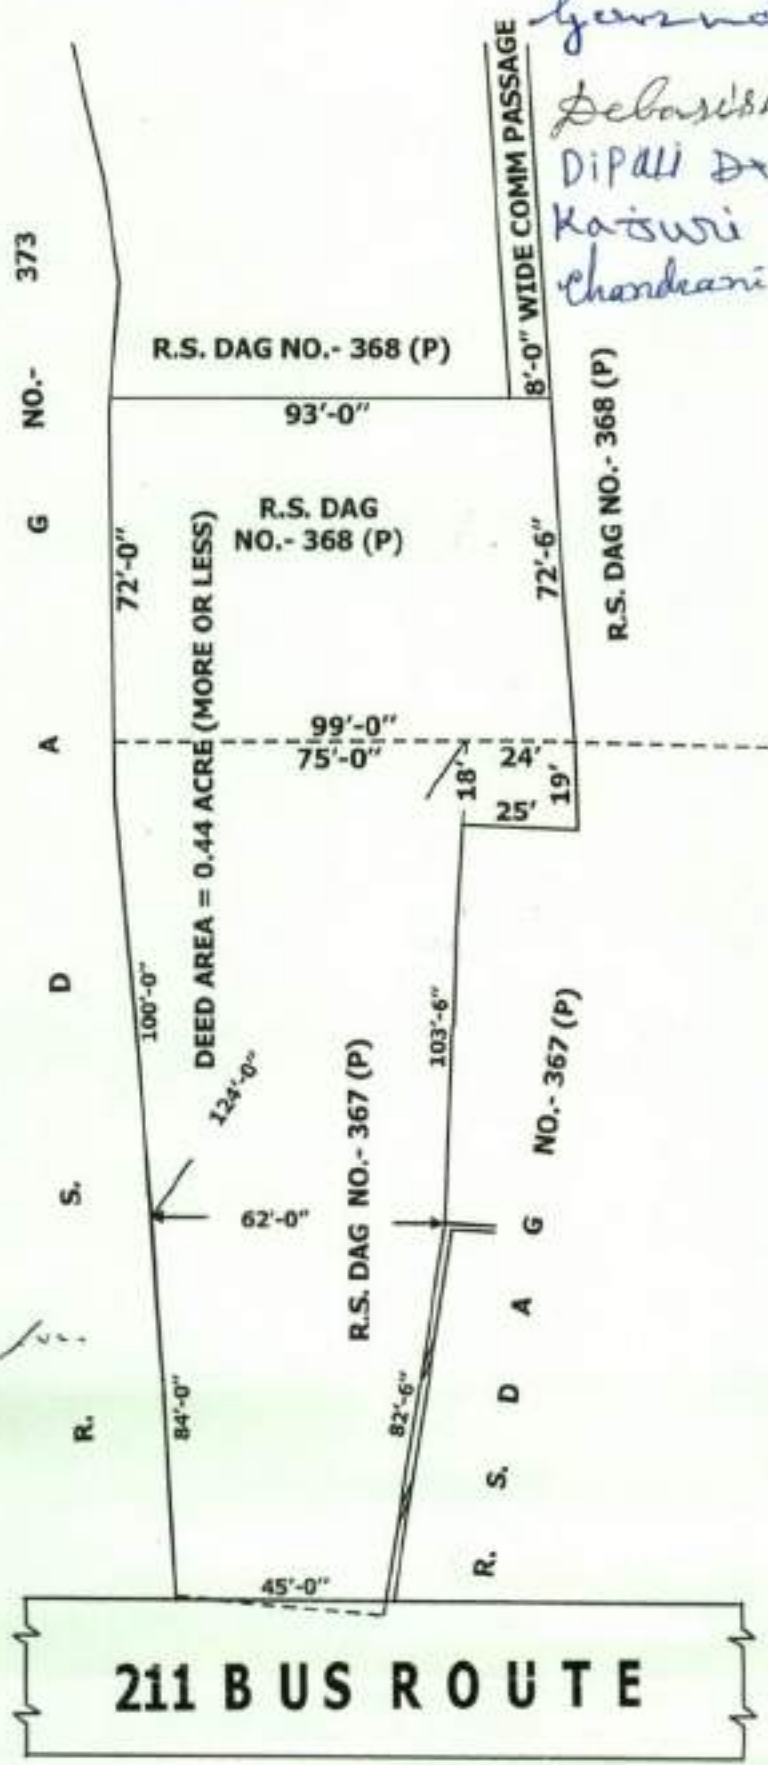 Debasish
Dipali
Katsuri
Chandrani
8'-0" WIDE COMM PASSAGE
R. S. D A G NO.- 373
R.S. DAG NO.- 368 (P)
93'-0"
R.S. DAG
NO.- 368 (P)
72'-0"
72'-6"
R.S. DAG NO.- 368 (P)
DEED AREA = 0.44 ACRE (MORE OR LESS)
99'-0"
75'-0"
24'
18'
19'
25'
100'-0"
103'-6"
124'-0"
62'-0"
R.S. DAG NO.- 367 (P)
R. S. D A G NO.- 367 (P)
84'-0"
82'-6"
45'-0"
211 BUS ROUTE